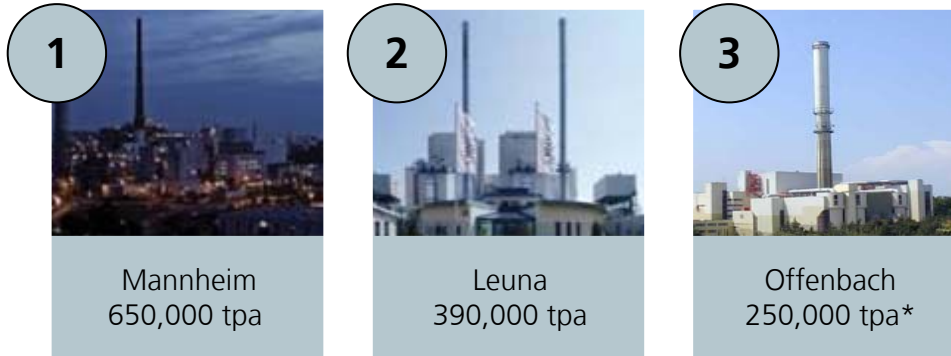 1
2
3
Mannheim
650,000 tpa
Leuna
390,000 tpa
Offenbach
250,000 tpa*